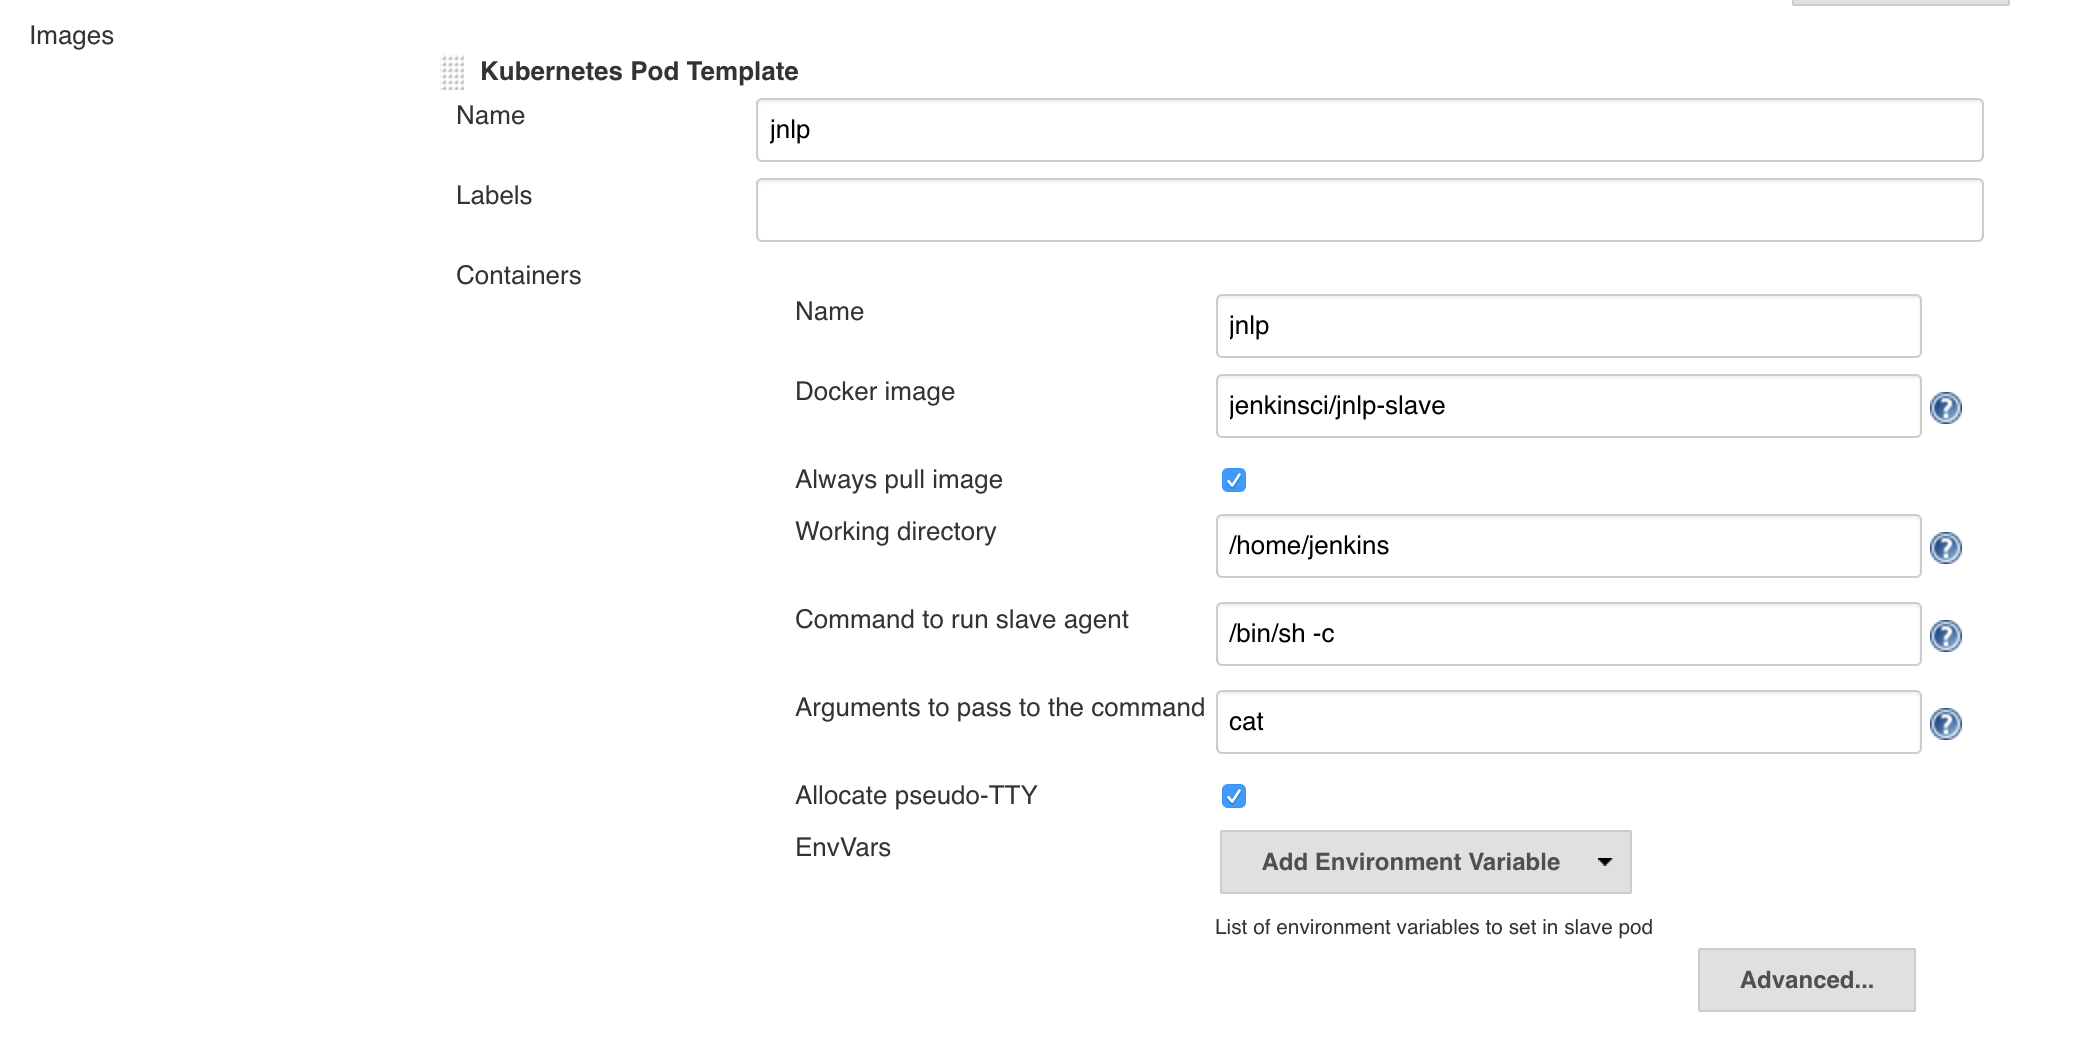 Images
Kubernetes Pod Template
Name
jnlp
Labels
Containers
Name
jnlp
Docker image
jenkinsci/jnlp-slave
?
Always pull image
Working directory
/home/jenkins
?
Command to run slave agent
/bin/sh -c
?
Arguments to pass to the command
cat
?
Allocate pseudo-TTY
EnvVars
Add Environment Variable
List of environment variables to set in slave pod
Advanced...